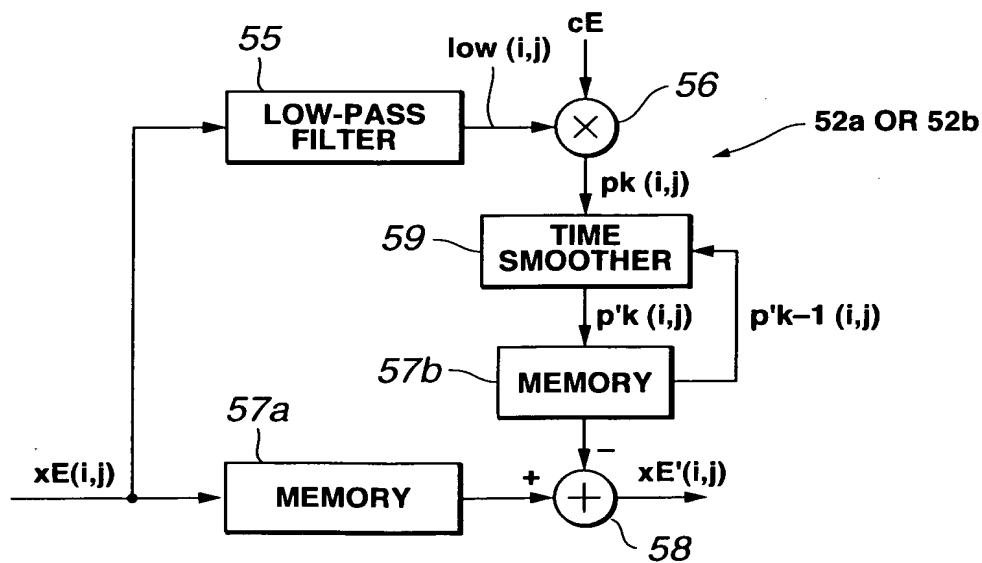 55
LOW-PASS
FILTER
low (i,j)
cE
×
56
52a OR 52b
pk (i,j)
59
TIME
SMOOTHER
p'k (i,j)
p'k–1 (i,j)
57b
MEMORY
57a
xE(i,j)
MEMORY
+
–
+
xE'(i,j)
58